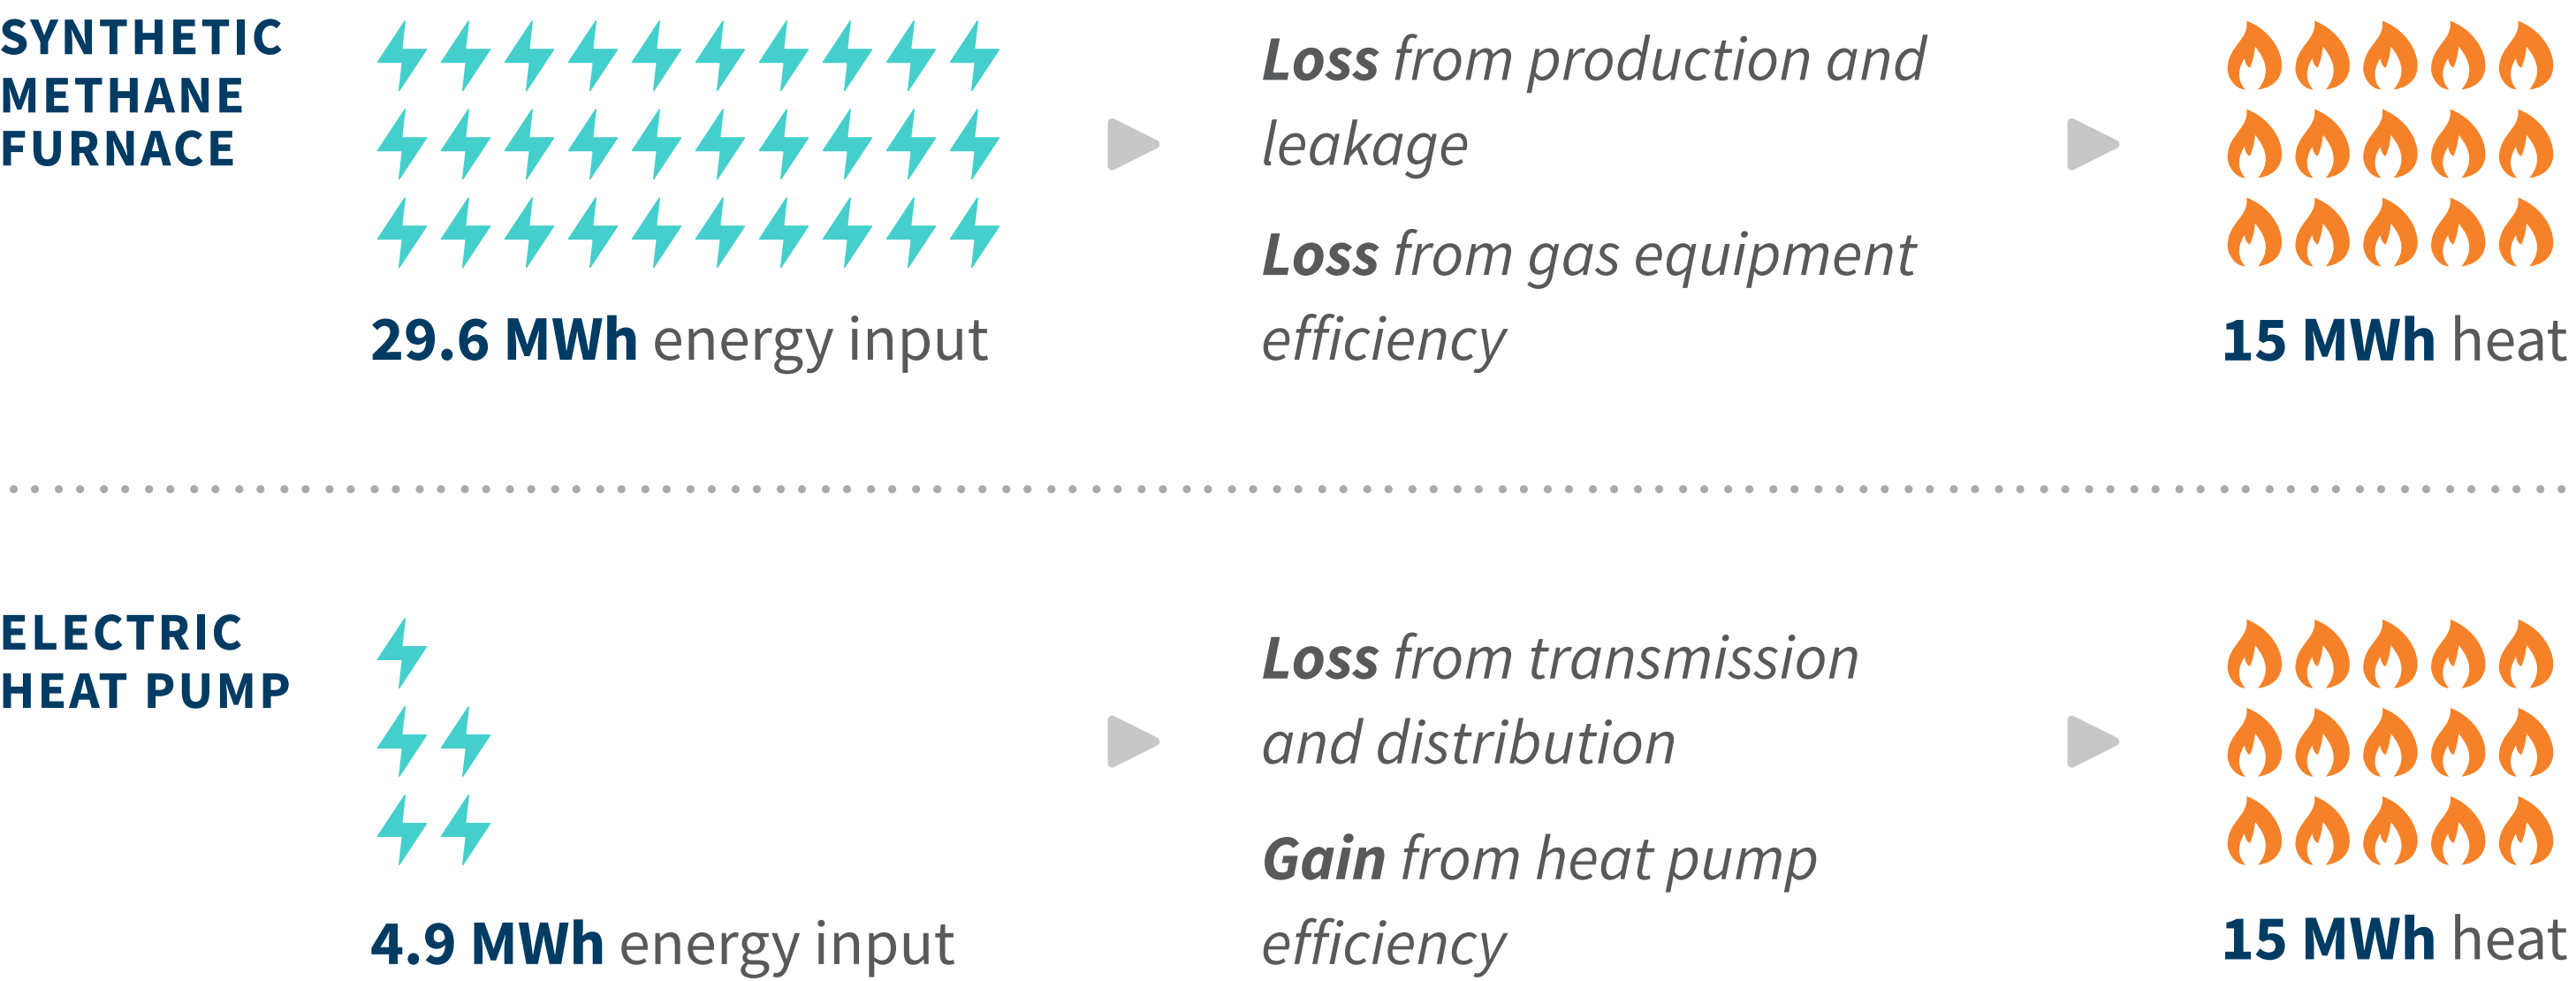 SYNTHETIC
METHANE
FURNACE
29.6 MWh energy input
Loss from production and
leakage
Loss from gas equipment
efficiency
15 MWh heat
ELECTRIC
HEAT PUMP
4.9 MWh energy input
Loss from transmission
and distribution
Gain from heat pump
efficiency
15 MWh heat